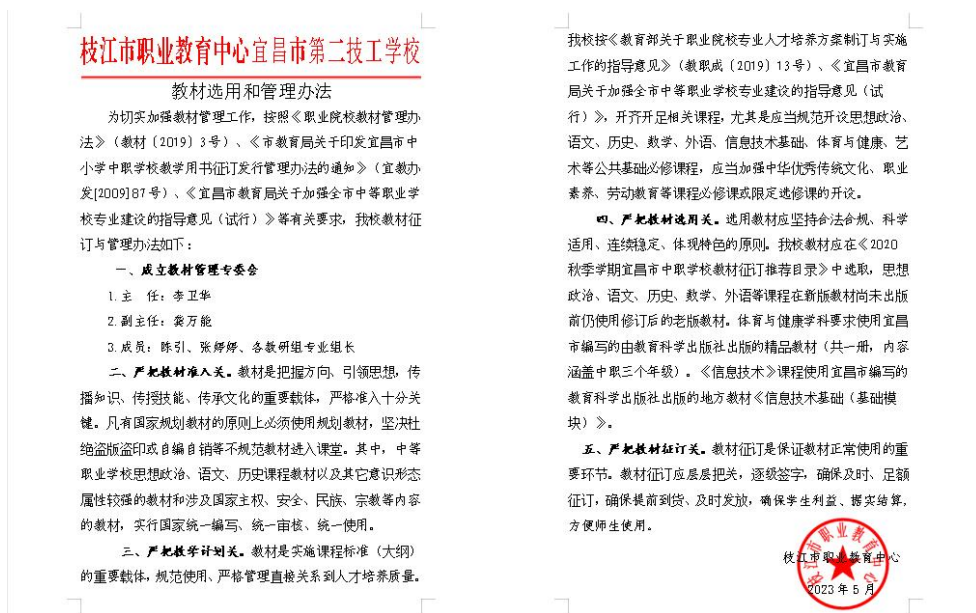 枝江市职业教育中心宜昌市第二技工学校
教材选用和管理办法
为切实加强教材管理工作，按照《职业院校教材管理办
法》（教材〔2019〕3号）、《市教育局关于印发宜昌市中
小学中职学校教学用书征订发行管理办法的通知》（宜教办
发[2009]87号）、《宜昌市教育局关于加强全市中等职业学
校专业建设的指导意见（试行）》等有关要求，我校教材征
订与管理办法如下：
一、成立教材管理专委会
1.主　任：李卫华
2.副主任：龚万能
3.成员：陈引、张婷婷、各教研组专业组长
二、严把教材准入关。教材是把握方向、引领思想，传
播知识、传授技能、传承文化的重要载体，严格准入十分关
键。凡有国家规划教材的原则上必须使用规划教材，坚决杜
绝盗版盗印或自编自销等不规范教材进入课堂。其中，中等
职业学校思想政治、语文、历史课程教材以及其它意识形态
属性较强的教材和涉及国家主权、安全、民族、宗教等内容
的教材，实行国家统一编写、统一审核、统一使用。
三、严把教学计划关。教材是实施课程标准（大纲）
的重要载体，规范使用、严格管理直接关系到人才培养质量。
我校按《教育部关于职业院校专业人才培养方案制订与实施
工作的指导意见》（教职成〔2019〕13号）、《宜昌市教育
局关于加强全市中等职业学校专业建设的指导意见（试
行）》，开齐开足相关课程，尤其是应当规范开设思想政治、
语文、历史、数学、外语、信息技术基础、体育与健康、艺
术等公共基础必修课程，应当加强中华优秀传统文化、职业
素养、劳动教育等课程必修课或限定选修课的开设。
四、严把教材选用关。选用教材应坚持合法合规、科学
适用、连续稳定、体现特色的原则。我校教材应在《2020
秋季学期宜昌市中职学校教材征订推荐目录》中选取，思想
政治、语文、历史、数学、外语等课程在新版教材尚未出版
前仍使用修订后的老版教材。体育与健康学科要求使用宜昌
市编写的由教育科学出版社出版的精品教材（共一册，内容
涵盖中职三个年级）。《信息技术》课程使用宜昌市编写的
教育科学出版社出版的地方教材《信息技术基础（基础模
块）》。
五、严把教材征订关。教材征订是保证教材正常使用的重
要环节。教材征订应层层把关，逐级签字，确保及时、足额
征订，确保提前到货、及时发放，确保学生利益、据实结算，
方便师生使用。
枝江市职业教育中心
2023年5月
枝江市职业教育中心